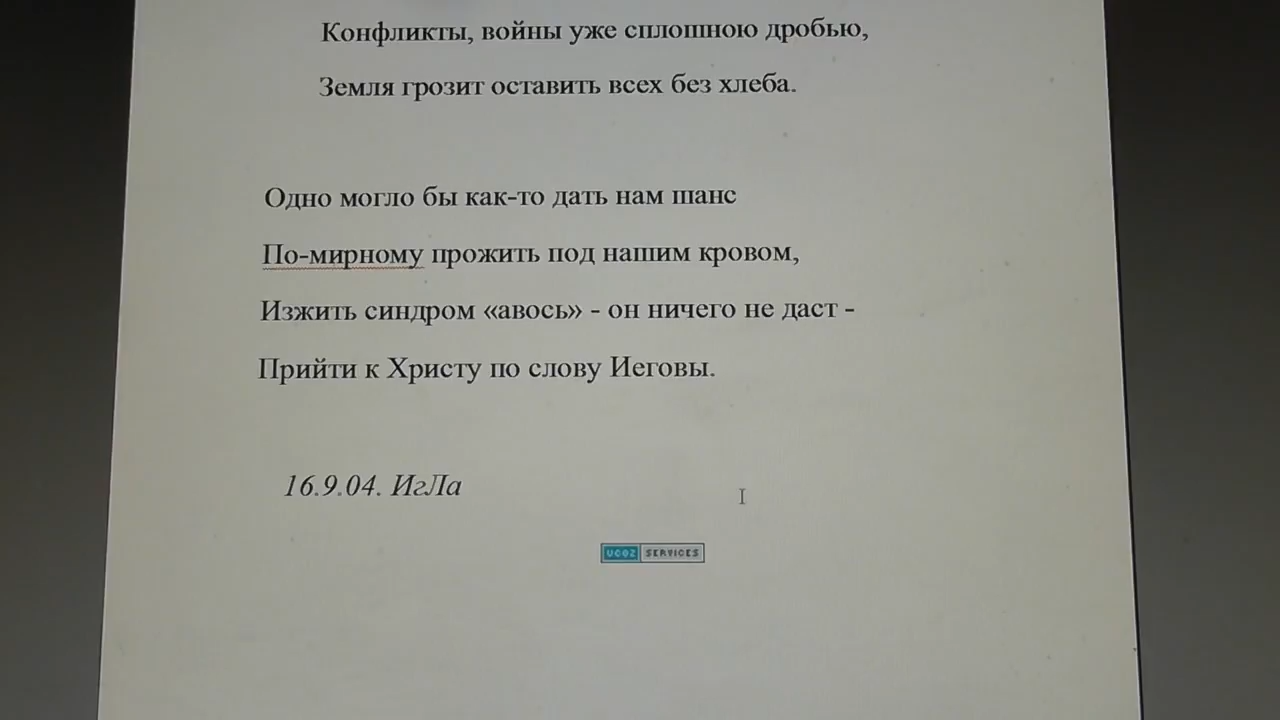 Конфликты, войны уже сплошною дробью,
Земля грозит оставить всех без хлеба.
Одно могло бы как-то дать нам шанс
По-мирному прожить под нашим кровом,
Изжить синдром «авось» - он ничего не даст -
Прийти к Христу по слову Иеговы.
16.9.04. ИгЛа
UCOZ SERVICES